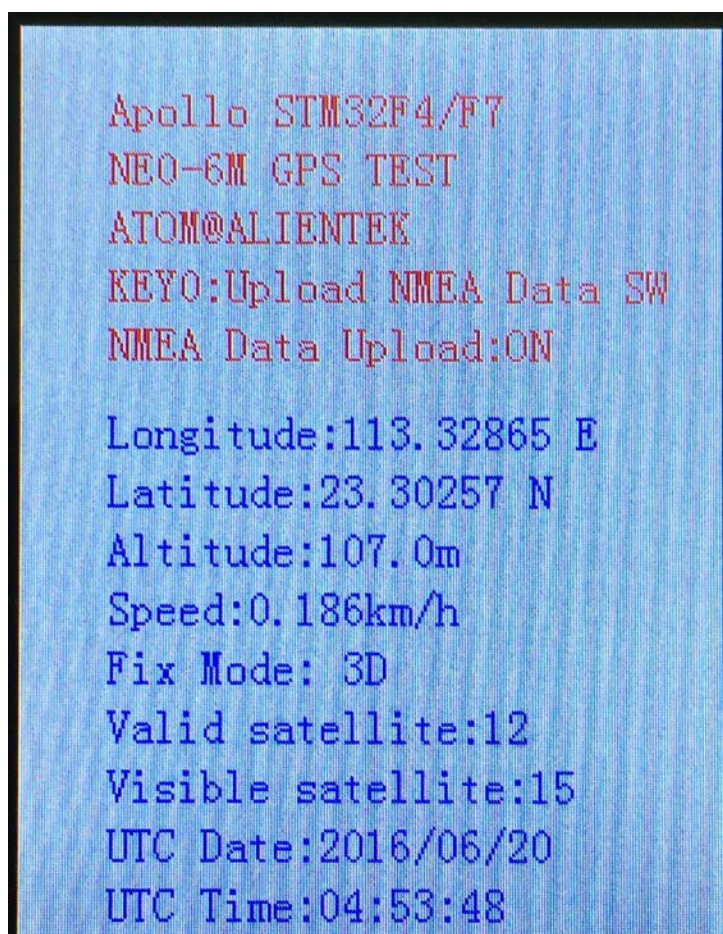 Apollo STM32F4/F7
NEO-6M GPS TEST
ATOM@ALIENTEK
KEY0:Upload NMEA Data SW
NMEA Data Upload:ON
Longitude:113.32865 E
Latitude:23.30257 N
Altitude:107.0m
Speed:0.186km/h
Fix Mode: 3D
Valid satellite:12
Visible satellite:15
UTC Date:2016/06/20
UTC Time:04:53:48